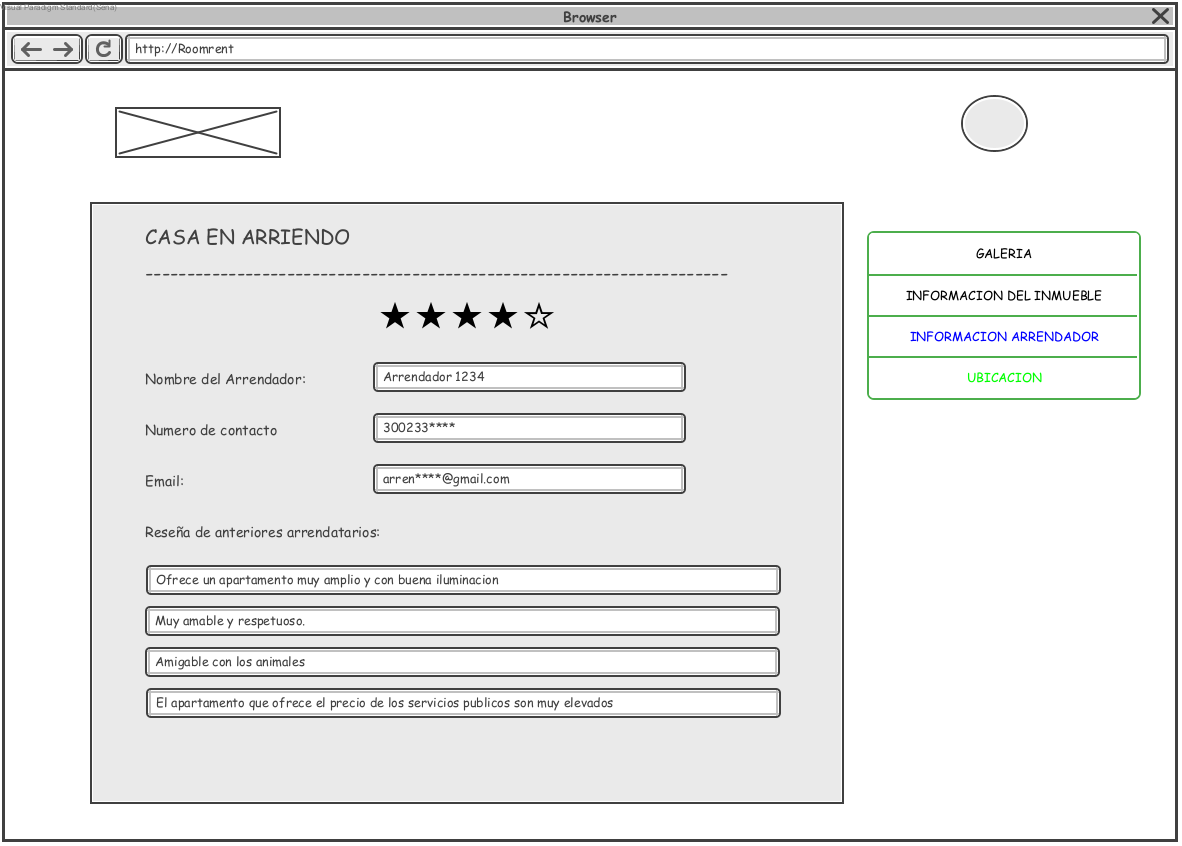 Visual Paradigm Standard(Seria)
Browser
http://Roomrent
CASA EN ARRIENDO
GALERIA
INFORMACION DEL INMUEBLE
INFORMACION ARRENDADOR
UBICACION
Nombre del Arrendador:
Arrendador 1234
Numero de contacto
300233****
Email:
arren****@gmail.com
Reseña de anteriores arrendatarios:
Ofrece un apartamento muy amplio y con buena iluminacion
Muy amable y respetuoso.
Amigable con los animales
El apartamento que ofrece el precio de los servicios publicos son muy elevados